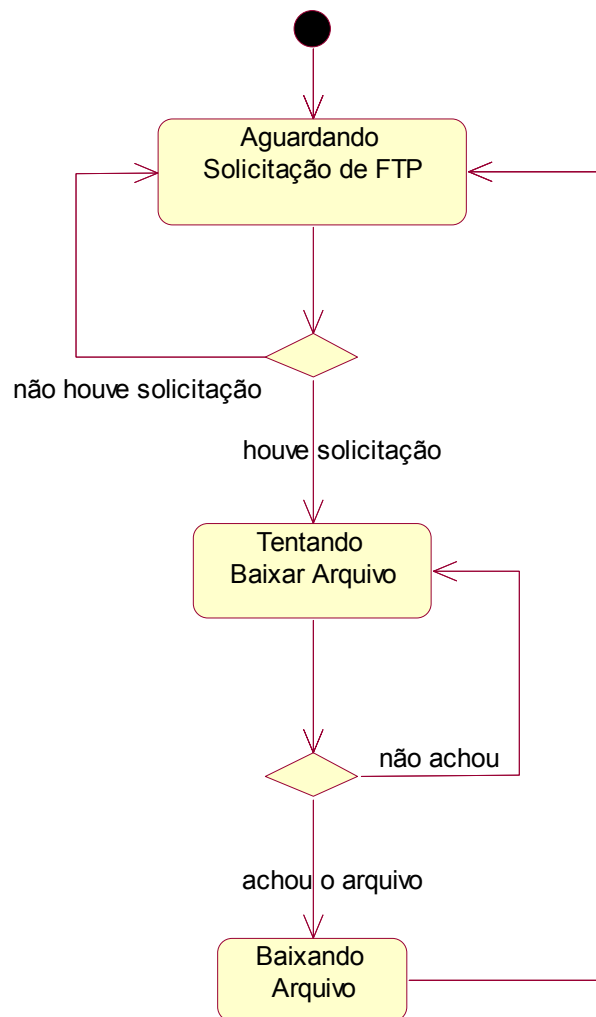 Aguardando
Solicitação de FTP
não houve solicitação
houve solicitação
Tentando
Baixar Arquivo
não achou
achou o arquivo
Baixando
Arquivo